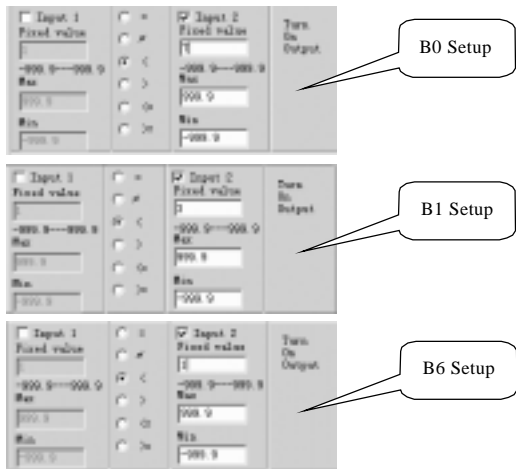 Input 1
Fixed value
1
-999.9---999.9
Max
999.9
Min
-999.9
=
≠
<
>
<=
>=
Input 2
Fixed value
-999.9---999.9
Max
999.9
Min
-999.9
Turn
On
Output
B0 Setup
Input 1
Fixed value
-999.9---999.9
Max
999.9
Min
-999.9
=
≠
<
>
<=
>=
Input 2
Fixed value
3
-999.9---999.9
Max
999.9
Min
-999.9
Turn
On
Output
B1 Setup
Input 1
Fixed value
1
-999.9---999.9
Max
999.9
Min
-999.9
=
≠
<
>
<=
>=
Input 2
Fixed value
-999.9---999.9
Max
999.9
Min
-999.9
Turn
On
Output
B6 Setup